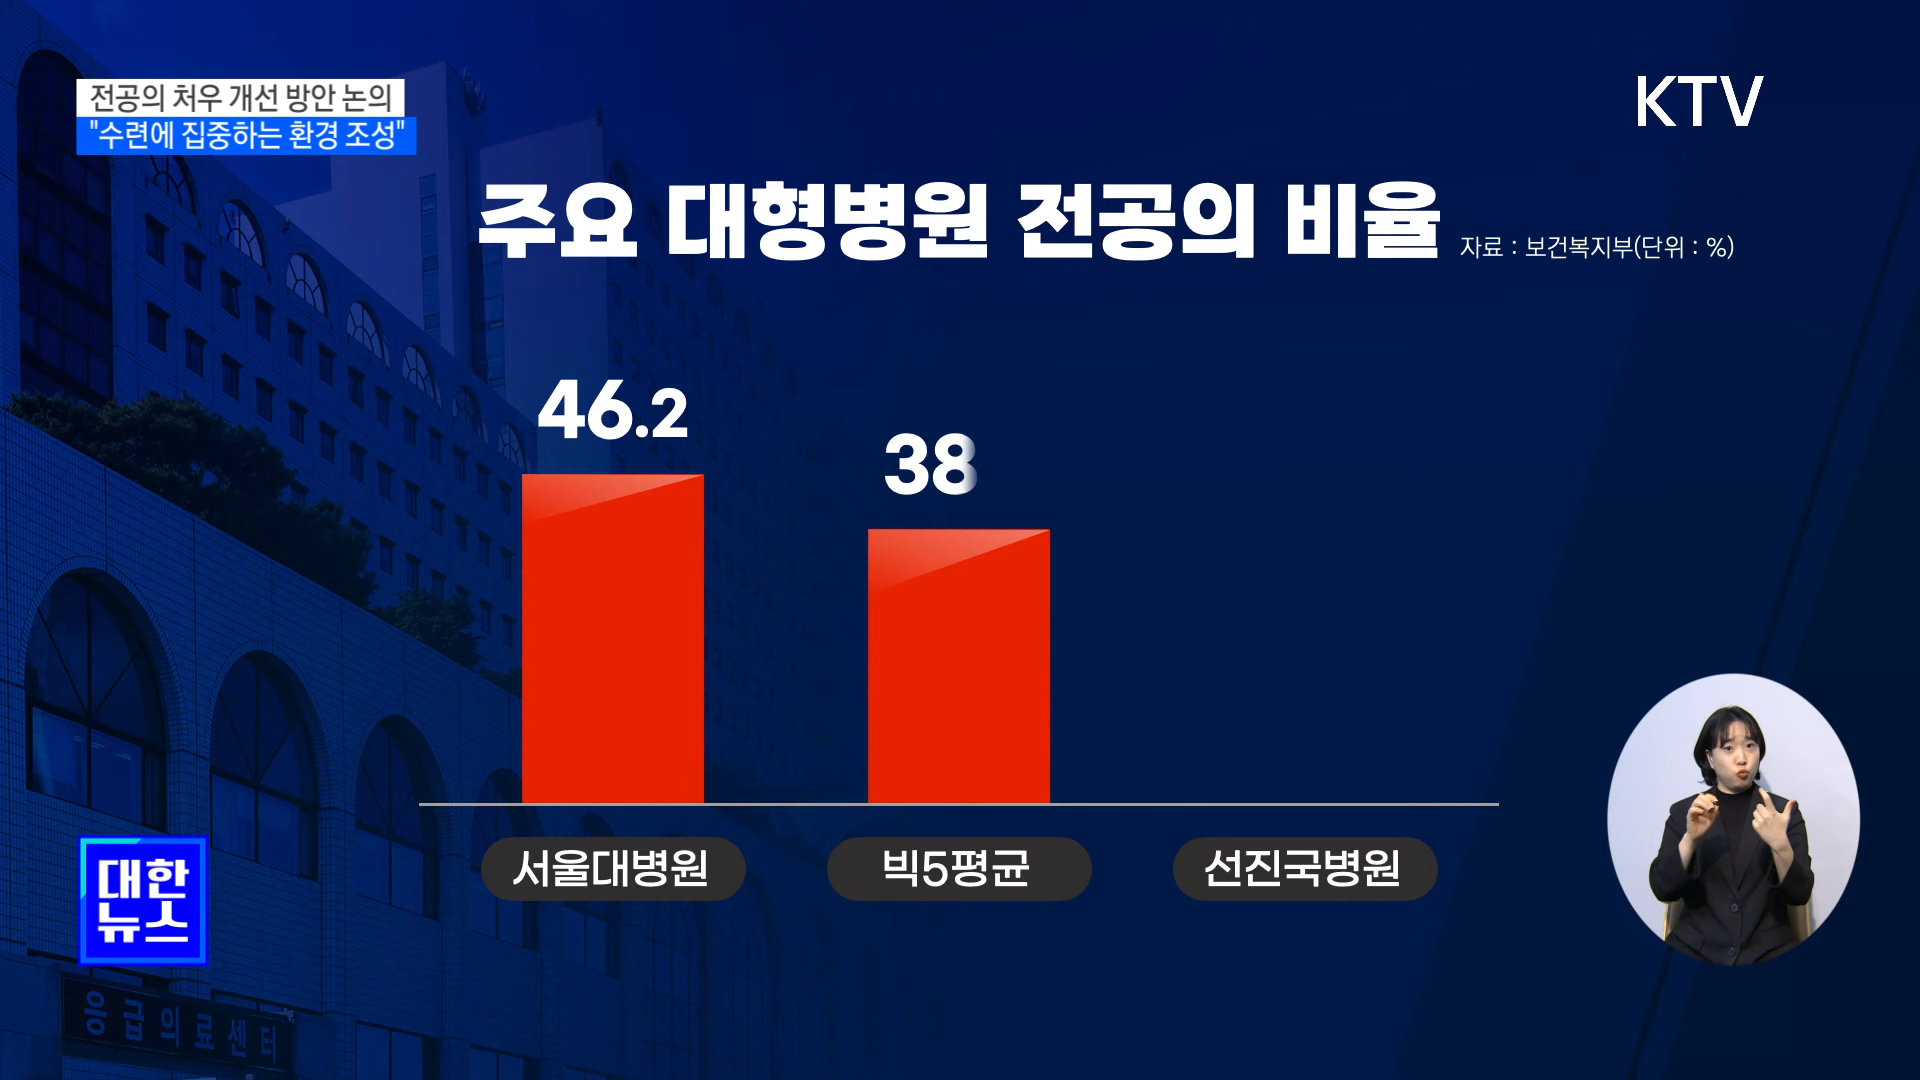 전공의 처우 개선 방안 논의
"수련에 집중하는 환경 조성"
KTV
주요 대형병원 전공의 비율
자료 : 보건복지부(단위 : %)
46.2
38
서울대병원
빅5평균
선진국병원
대한
뉴스
응급의료센터